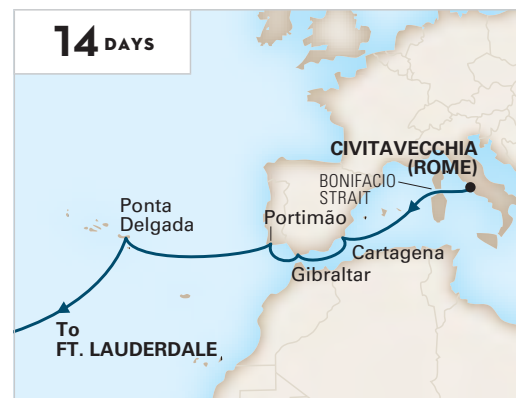 14 DAYS
CIVITAVECCHIA
(ROME)
BONIFACIO
STRAIT
Ponta
Delgada
Portimão
Cartagena
Gibraltar
To
FT. LAUDERDALE